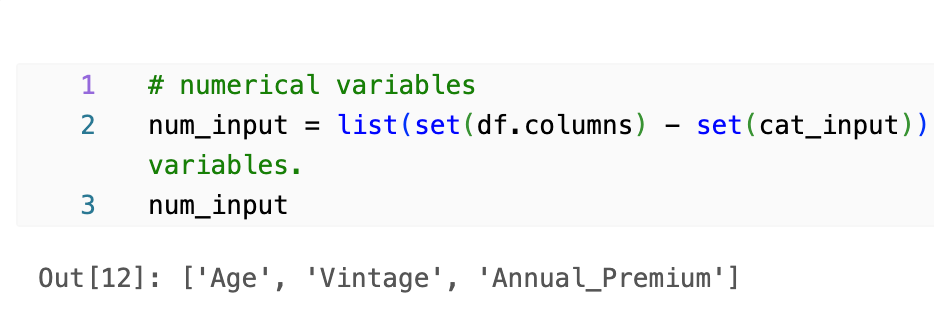 1 # numerical variables
2 num_input = list(set(df.columns) - set(cat_input))
variables.
3 num_input
Out[12]: ['Age', 'Vintage', 'Annual_Premium']